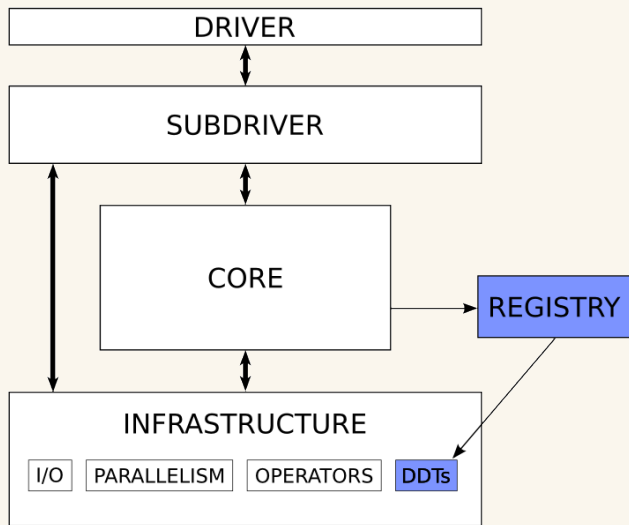 DRIVER
SUBDRIVER
CORE
REGISTRY
INFRASTRUCTURE
I/O PARALLELISM OPERATORS DDTs